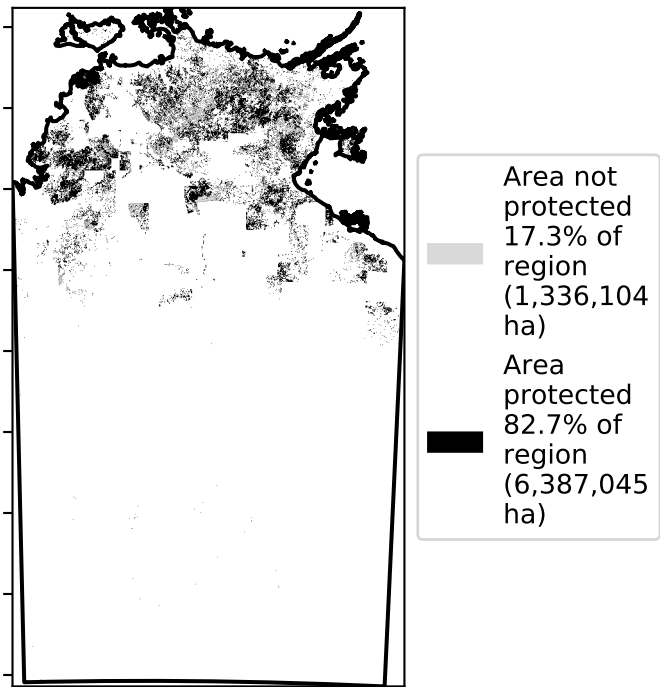 Area not
protected
17.3% of
region
(1,336,104
ha)
Area
protected
82.7% of
region
(6,387,045
ha)